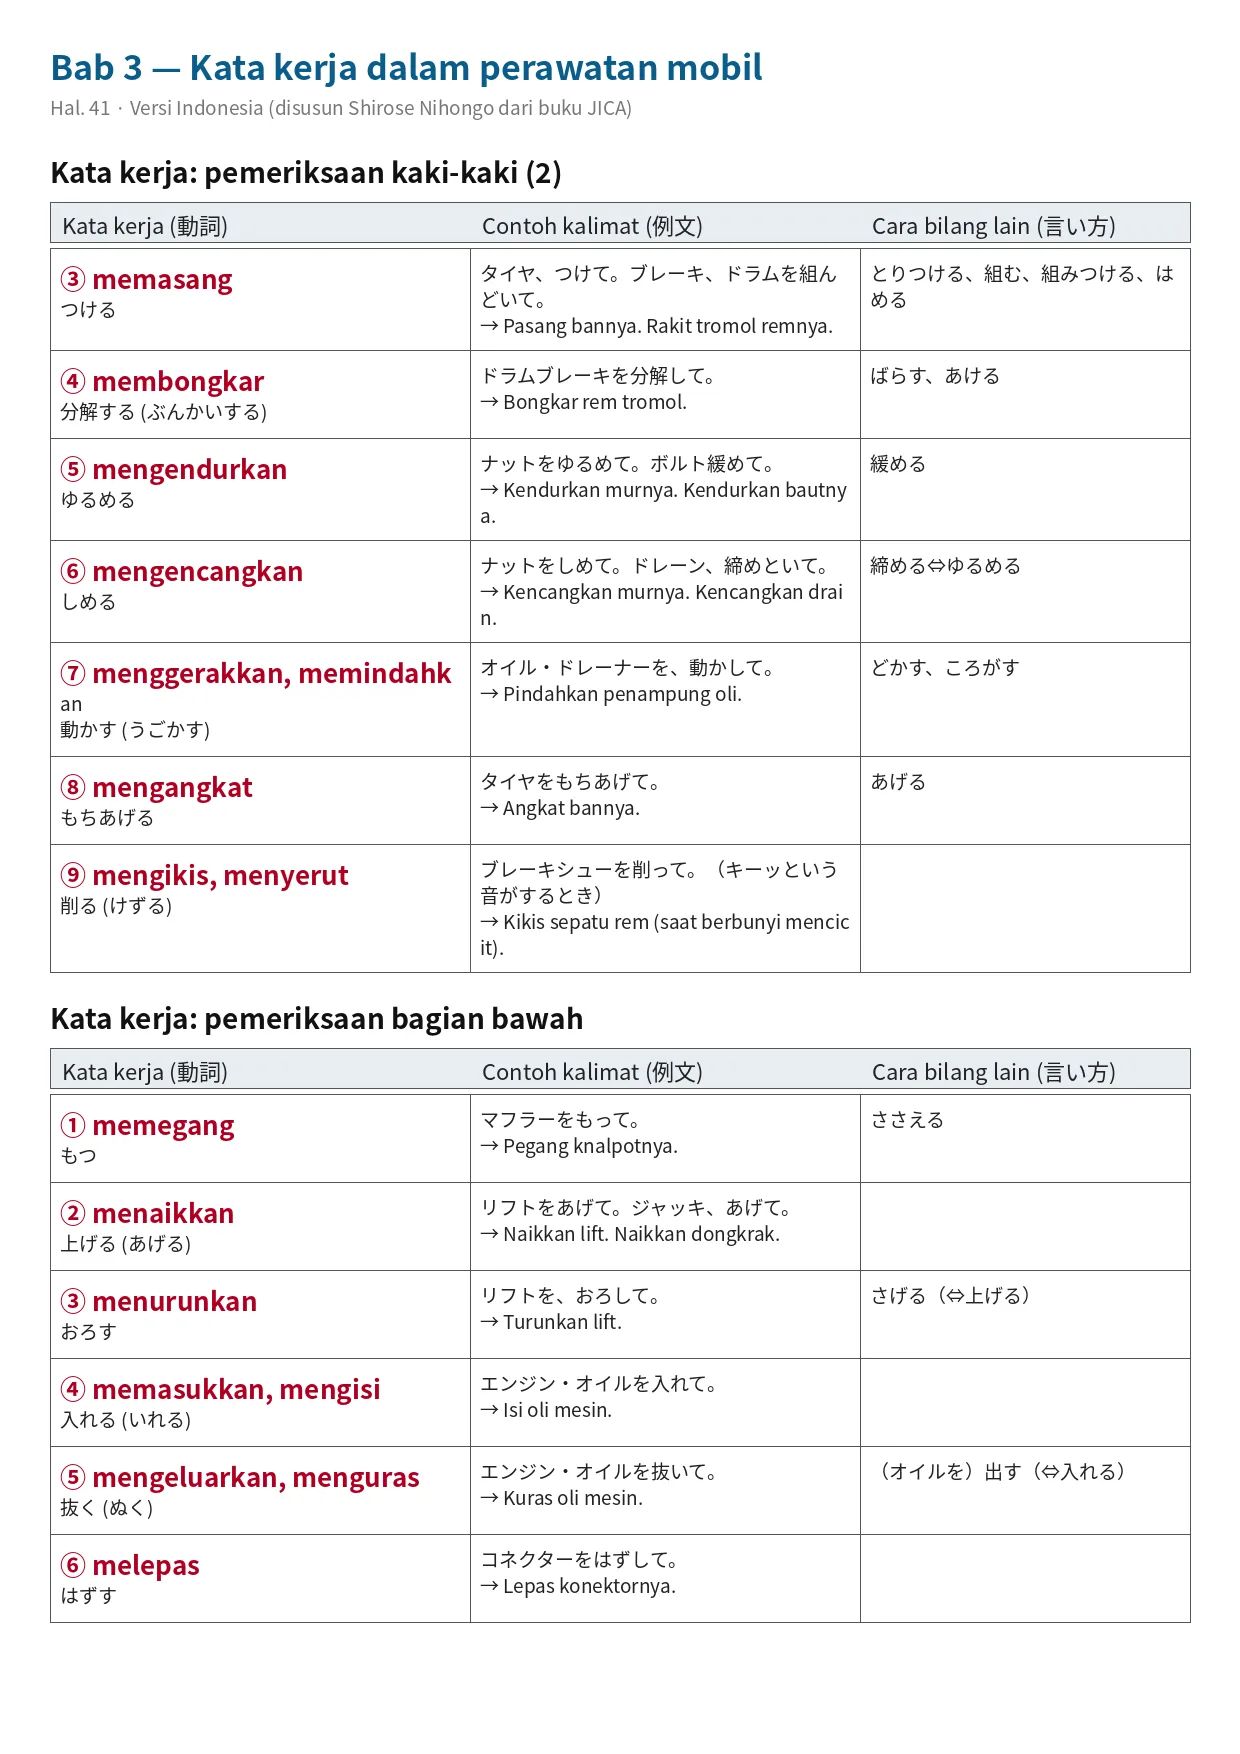 Bab 3 — Kata kerja dalam perawatan mobil
Hal. 41 · Versi Indonesia (disusun Shirose Nihongo dari buku JICA)
Kata kerja: pemeriksaan kaki-kaki (2)
Kata kerja (動詞) Contoh kalimat (例文) Cara bilang lain (言い方)
③ memasang
つける
タイヤ、つけて。ブレーキ、ドラムを組ん
どいて。
→ Pasang bannya. Rakit tromol remnya.
とりつける、組む、組みつける、は
める
④ membongkar
分解する (ぶんかいする)
ドラムブレーキを分解して。
→ Bongkar rem tromol.
ばらす、あける
⑤ mengendurkan
ゆるめる
ナットをゆるめて。ボルト緩めて。
→ Kendurkan murnya. Kendurkan bautny
a.
緩める
⑥ mengencangkan
しめる
ナットをしめて。ドレーン、締めといて。
→ Kencangkan murnya. Kencangkan drai
n.
締める⇔ゆるめる
⑦ menggerakkan, memindahk
an
動かす (うごかす)
オイル・ドレーナーを、動かして。
→ Pindahkan penampung oli.
どかす、ころがす
⑧ mengangkat
もちあげる
タイヤをもちあげて。
→ Angkat bannya.
あげる
⑨ mengikis, menyerut
削る (けずる)
ブレーキシューを削って。（キーッという
音がするとき）
→ Kikis sepatu rem (saat berbunyi mencic
it).
Kata kerja: pemeriksaan bagian bawah
Kata kerja (動詞) Contoh kalimat (例文) Cara bilang lain (言い方)
① memegang
もつ
マフラーをもって。
→ Pegang knalpotnya.
ささえる
② menaikkan
上げる (あげる)
リフトをあげて。ジャッキ、あげて。
→ Naikkan lift. Naikkan dongkrak.
③ menurunkan
おろす
リフトを、おろして。
→ Turunkan lift.
さげる（⇔上げる）
④ memasukkan, mengisi
入れる (いれる)
エンジン・オイルを入れて。
→ Isi oli mesin.
⑤ mengeluarkan, menguras
抜く (ぬく)
エンジン・オイルを抜いて。
→ Kuras oli mesin.
（オイルを）出す（⇔入れる）
⑥ melepas
はずす
コネクターをはずして。
→ Lepas konektornya.